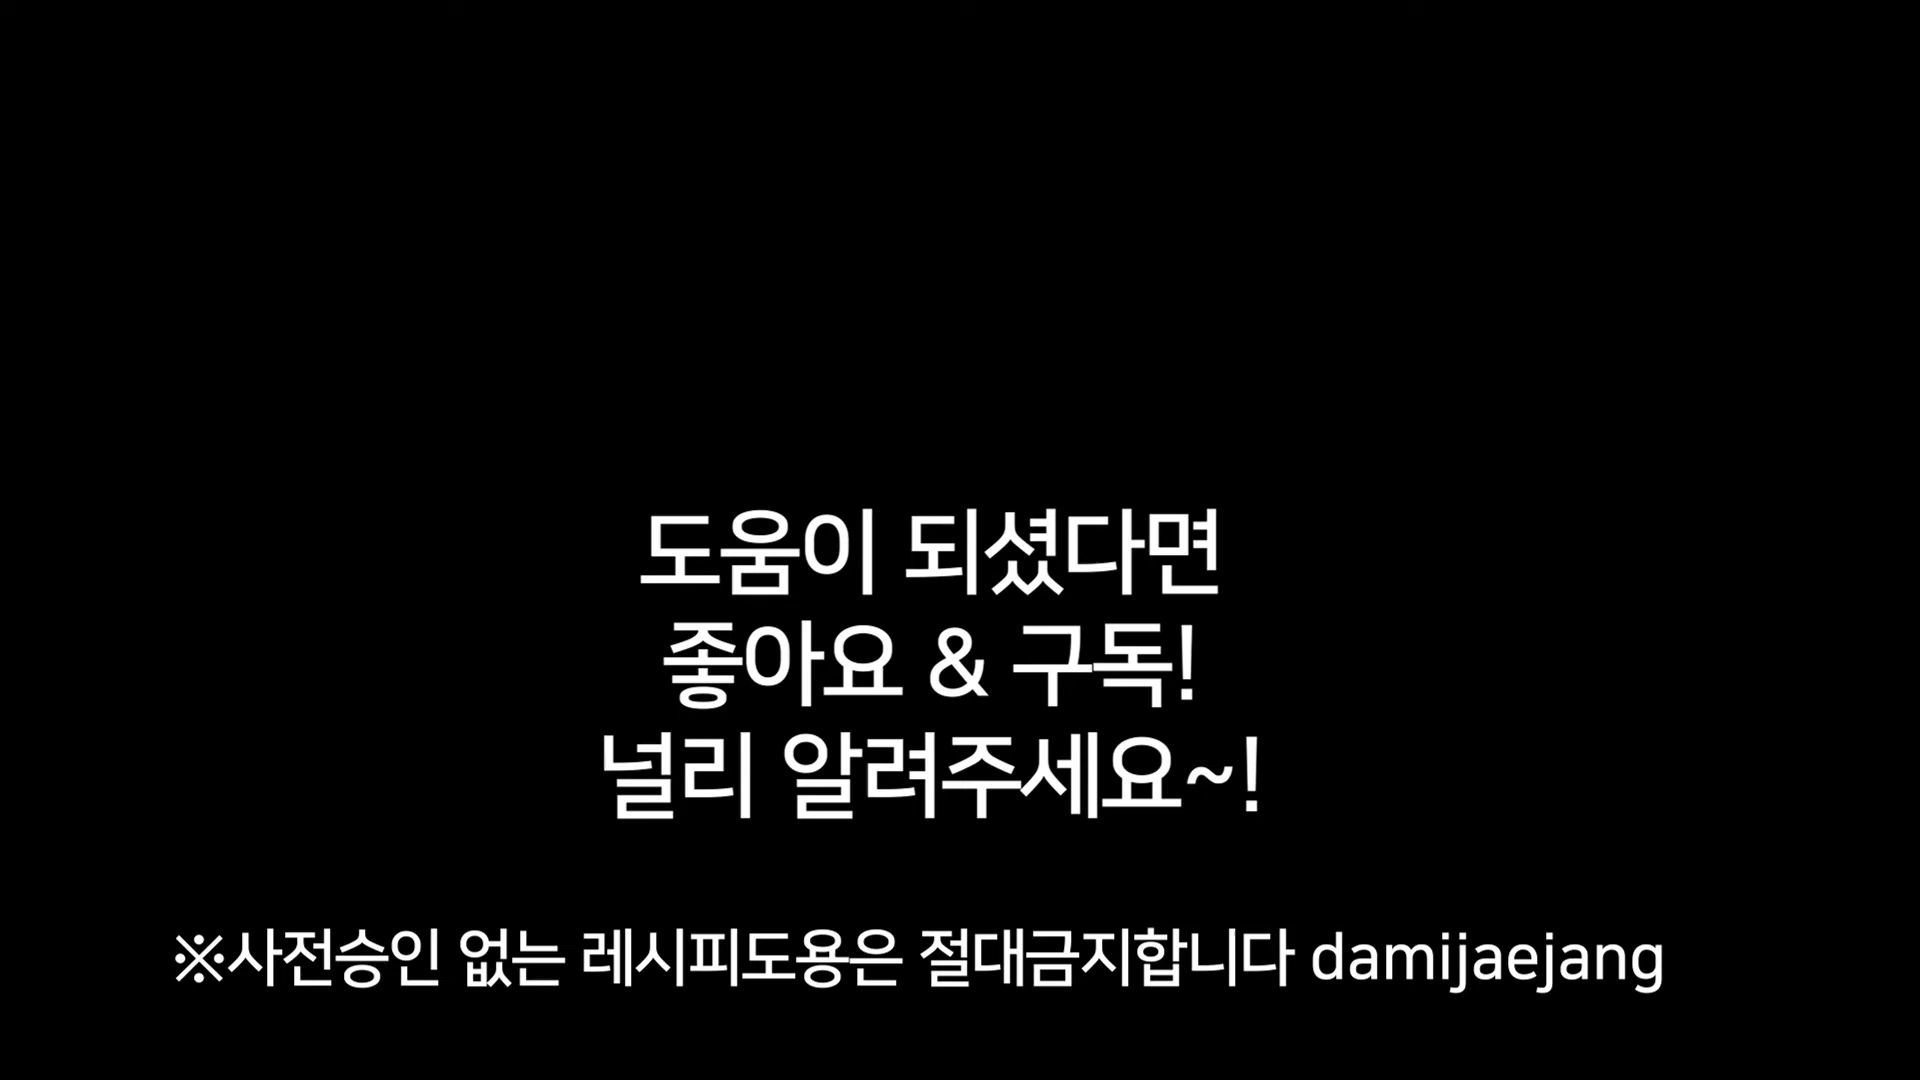 도움이 되셨다면
좋아요 & 구독!
널리 알려주세요~!
※사전승인 없는 레시피도용은 절대금지합니다 damijaejang